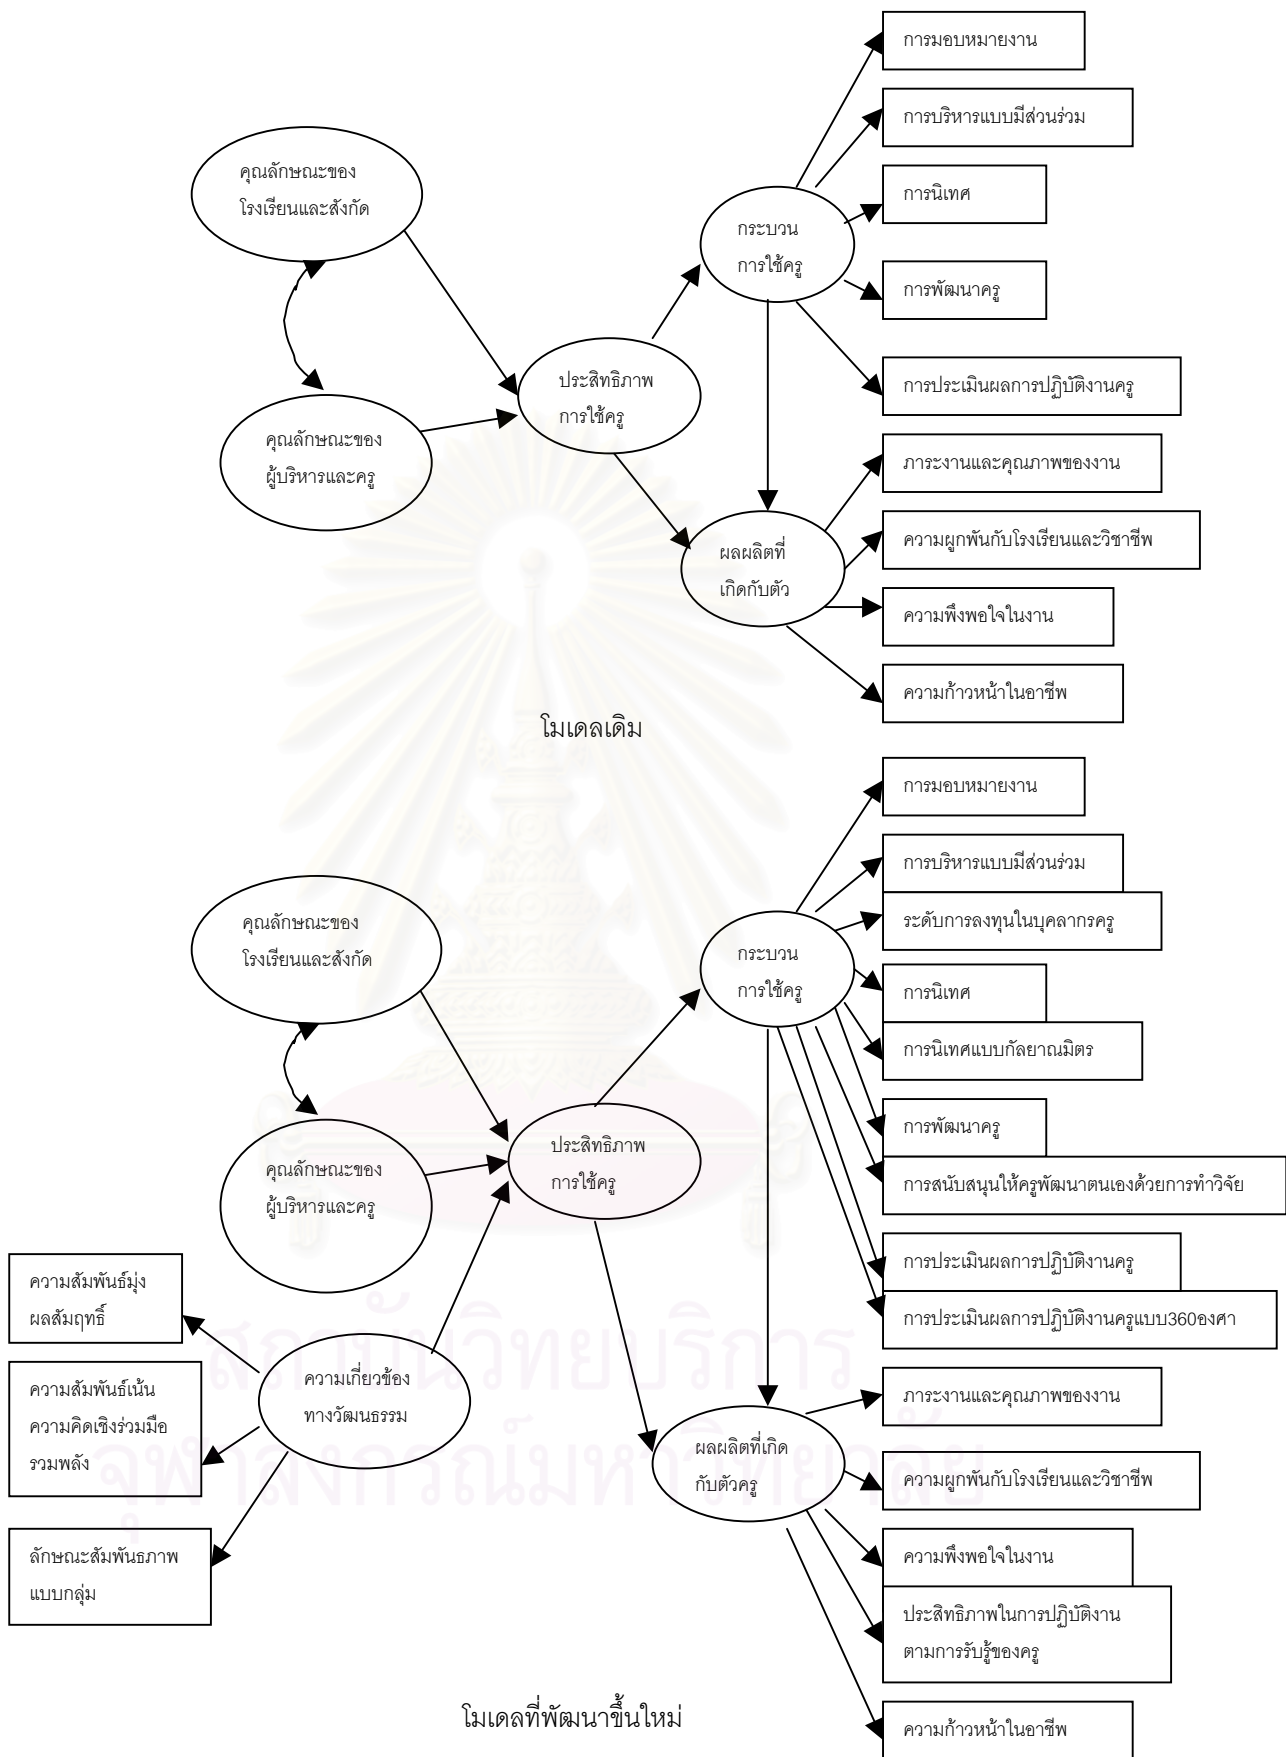 การมอบหมายงาน
การบริหารแบบมีส่วนร่วม
คุณลักษณะของ
โรงเรียนและสังกัด
การนิเทศ
กระบวน
การใช้ครู
การพัฒนาครู
ประสิทธิภาพ
การใช้ครู
การประเมินผลการปฏิบัติงานครู
คุณลักษณะของ
ผู้บริหารและครู
ภาระงานและคุณภาพของงาน
ผลผลิตที่
เกิดกับตัว
ความผูกพันกับโรงเรียนและวิชาชีพ
ความพึงพอใจในงาน
ความก้าวหน้าในอาชีพ
โมเดลเดิม
การมอบหมายงาน
การบริหารแบบมีส่วนร่วม
คุณลักษณะของ
โรงเรียนและสังกัด
ระดับการลงทุนในบุคลากรครู
กระบวน
การใช้ครู
การนิเทศ
การนิเทศแบบกัลยาณมิตร
การพัฒนาครู
ประสิทธิภาพ
การใช้ครู
คุณลักษณะของ
ผู้บริหารและครู
การสนับสนุนให้ครูพัฒนาตนเองด้วยการทำวิจัย
การประเมินผลการปฏิบัติงานครู
ความสัมพันธ์มุ่ง
ผลสัมฤทธิ์
การประเมินผลการปฏิบัติงานครูแบบ360องศา
ความสัมพันธ์เน้น
ความคิดเชิงร่วมมือ
รวมพลัง
ความเกี่ยวข้อง
ทางวัฒนธรรม
ภาระงานและคุณภาพของงาน
ผลผลิตที่เกิด
กับตัวครู
ความผูกพันกับโรงเรียนและวิชาชีพ
ลักษณะสัมพันธภาพ
แบบกลุ่ม
ความพึงพอใจในงาน
ประสิทธิภาพในการปฏิบัติงาน
ตามการรับรู้ของครู
โมเดลที่พัฒนาขึ้นใหม่
ความก้าวหน้าในอาชีพ
สถาบันวิทยบริการ
จุฬาลงกรณ์มหาวิทยาลัย